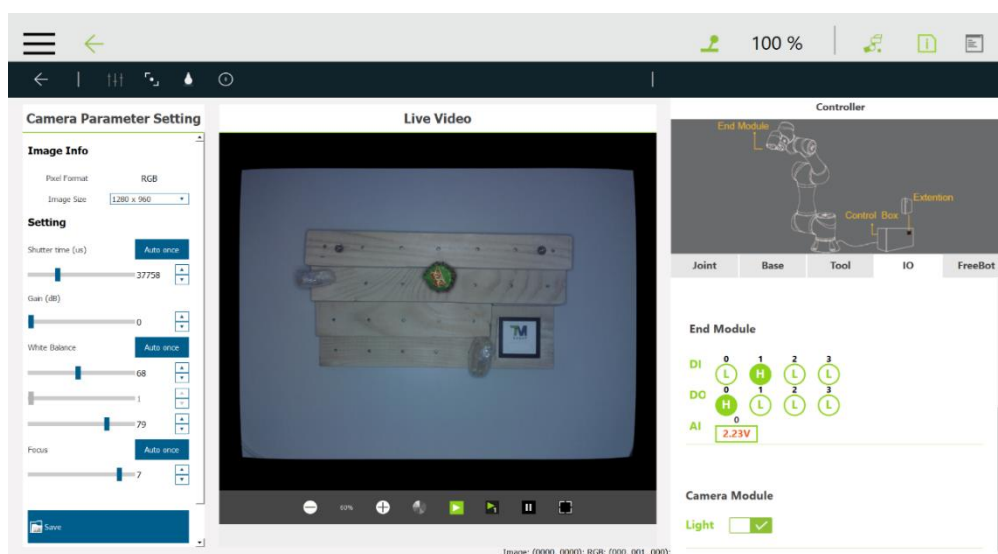 100 %
Camera Parameter Setting
Image Info
Pixel Format RGB
Image Size 1280 x 960
Setting
Shutter time (us) Auto once
37758
Gain (dB)
0
White Balance Auto once
68
1
79
Focus Auto once
7
Save
Live Video
TM
60%
Image: (0000, 0000); RGB: (000, 001, 000);
Controller
End Module
Extention
Control Box
Joint Base Tool IO FreeBot
End Module
0 1 2 3
DI L H L L
0 1 2 3
DO H L L L
0
AI 2.23V
Camera Module
Light